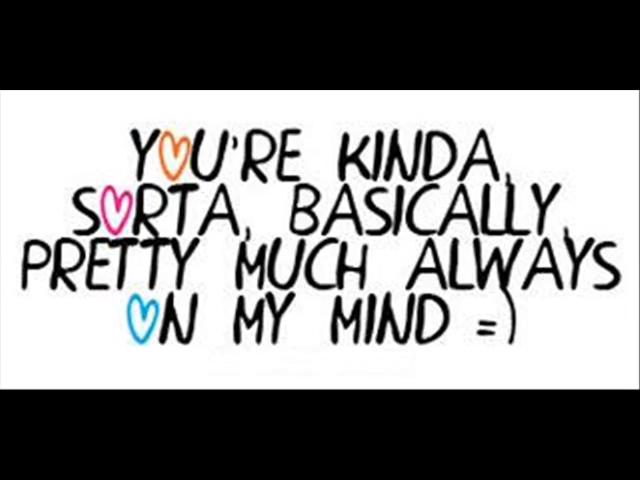 YOU'RE KINDA,
SORTA, BASICALLY,
PRETTY MUCH ALWAYS
ON MY MIND =)